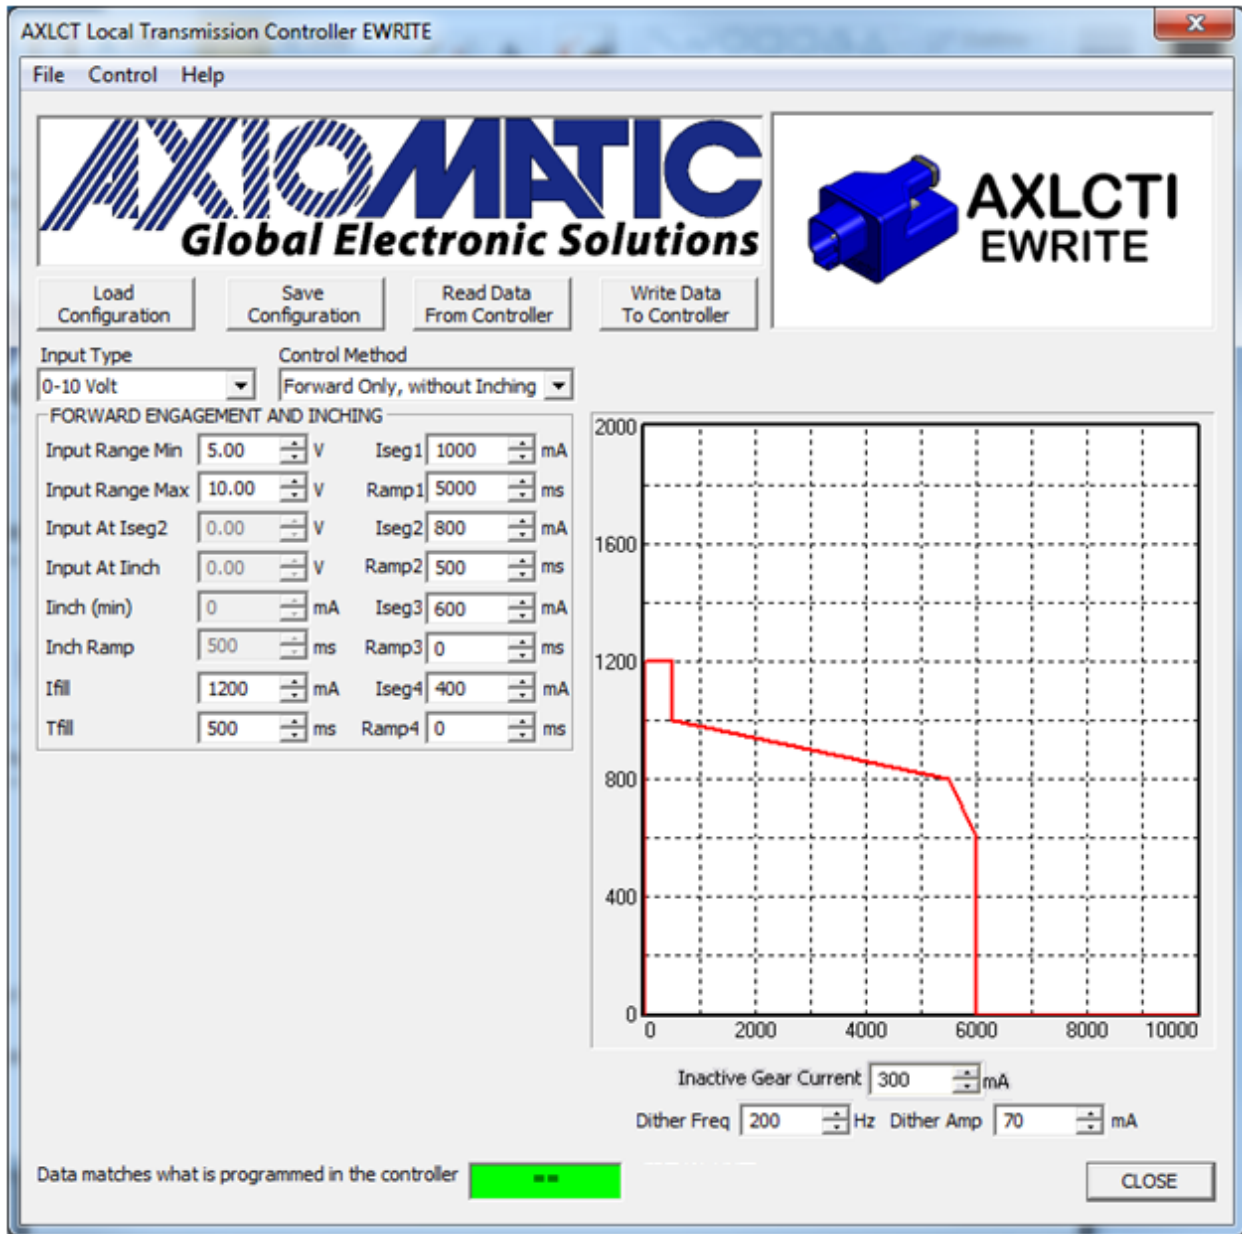 AXLCT Local Transmission Controller EWRITE
File Control Help
AXIOMATIC
Global Electronic Solutions
AXLCTI
EWRITE
Load
Configuration
Save
Configuration
Read Data
From Controller
Write Data
To Controller
Input Type
Control Method
0-10 Volt
Forward Only, without Inching
FORWARD ENGAGEMENT AND INCHING
Input Range Min 5.00 V Iseg1 1000 mA
Input Range Max 10.00 V Ramp1 5000 ms
Input At Iseg2 0.00 V Iseg2 800 mA
Input At Iinch 0.00 V Ramp2 500 ms
Iinch (min) 0 mA Iseg3 600 mA
Inch Ramp 500 ms Ramp3 0 ms
Ifill 1200 mA Iseg4 400 mA
Tfill 500 ms Ramp4 0 ms
2000
1600
1200
800
400
0
0 2000 4000 6000 8000 10000
Inactive Gear Current 300 mA
Dither Freq 200 Hz Dither Amp 70 mA
Data matches what is programmed in the controller ==
CLOSE